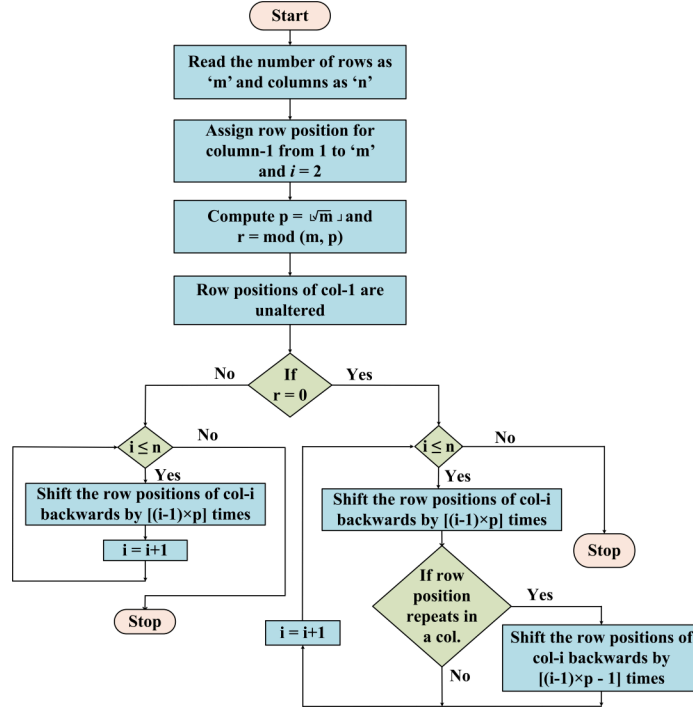 Start
Read the number of rows as
‘m’ and columns as ‘n’
Assign row position for
column-1 from 1 to ‘m’
and i = 2
Compute p = ⌊√m⌋ and
r = mod (m, p)
Row positions of col-1 are
unaltered
If
r = 0
No
Yes
i ≤ n
No
Yes
Shift the row positions of col-i
backwards by [(i-1)×p] times
i = i+1
Stop
i ≤ n
No
Yes
Shift the row positions of col-i
backwards by [(i-1)×p] times
Stop
If row
position
repeats in
a col.
Yes
No
i = i+1
Shift the row positions of
col-i backwards by
[(i-1)×p - 1] times